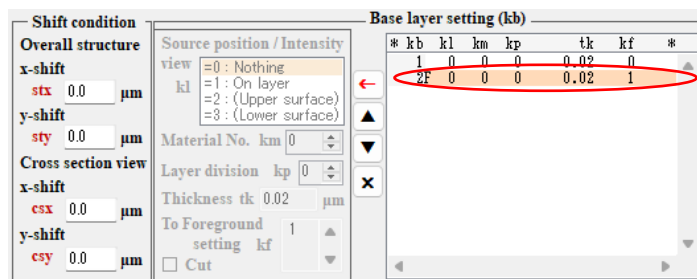 Shift condition
Overall structure
x-shift
stx 0.0 μm
y-shift
sty 0.0 μm
Cross section view
x-shift
csx 0.0 μm
y-shift
csy 0.0 μm
Base layer setting (kb)
Source position / Intensity
view kl
=0 : Nothing
=1 : On layer
=2 : (Upper surface)
=3 : (Lower surface)
Material No. km 0
Layer division kp 0
Thickness tk 0.02 μm
To Foreground
setting kf 1
Cut
* kb kl km kp tk kf *
1 0 0 0 0.02 0
2F 0 0 0 0.02 1